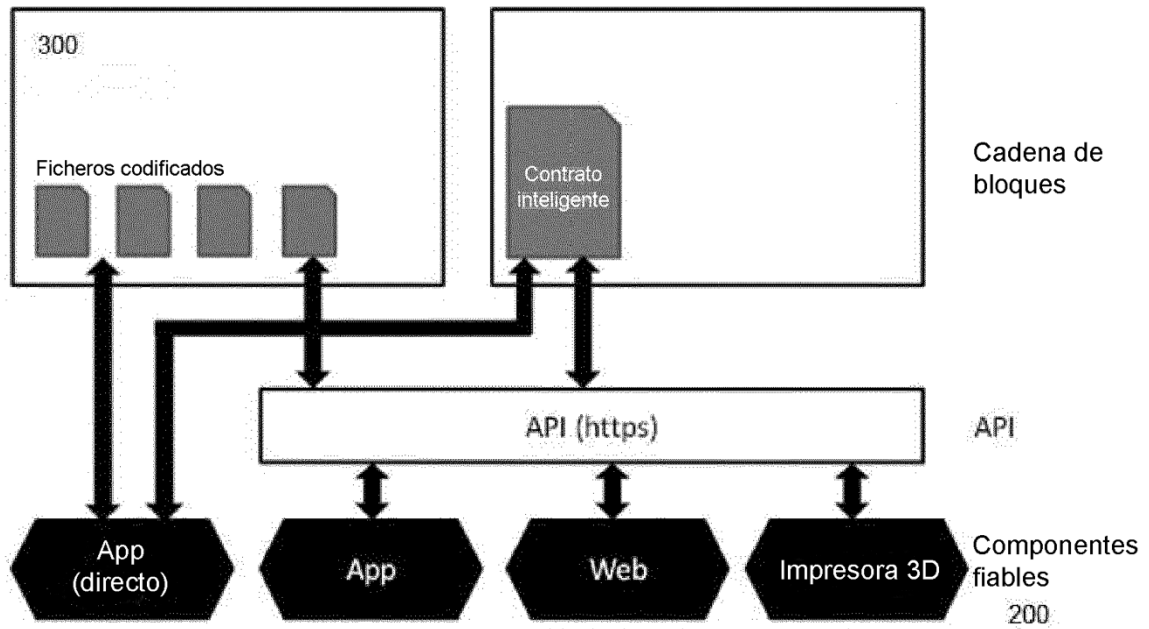 300
Ficheros codificados
Contrato
inteligente
Cadena de
bloques
API (https)
API
App
(directo)
App
Web
Impresora 3D
Componentes
fiables
200